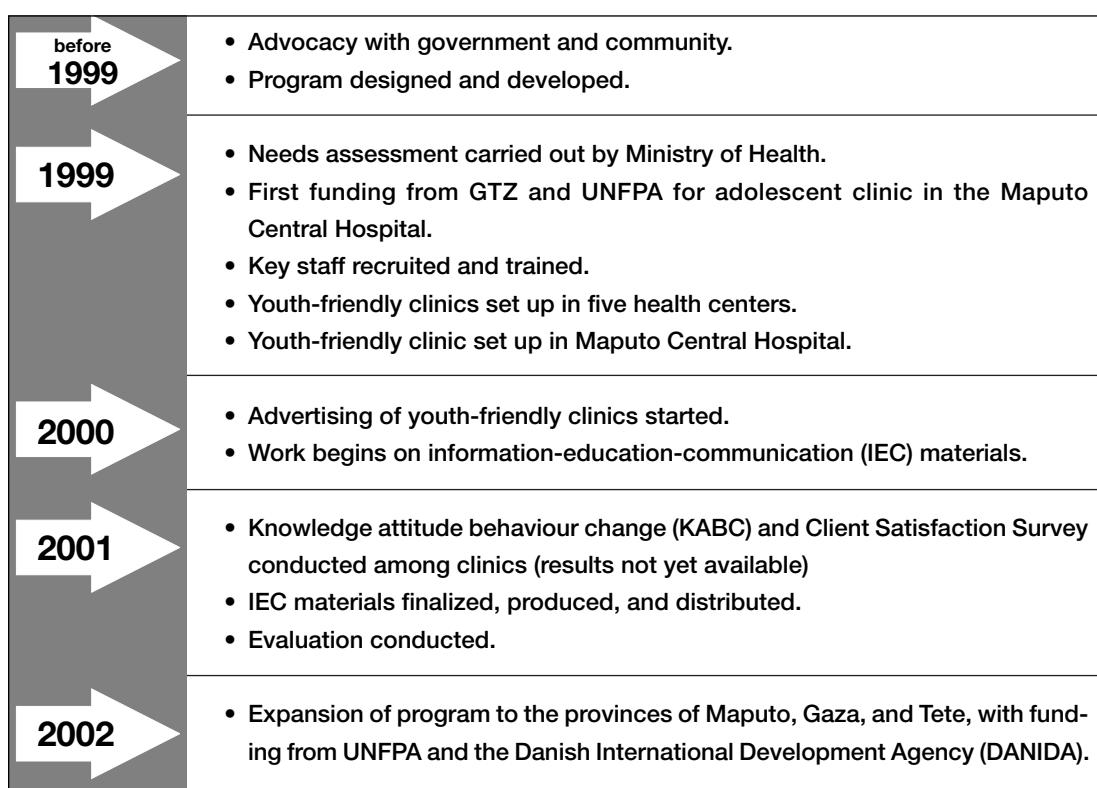 before
1999
• Advocacy with government and community.
• Program designed and developed.
1999
• Needs assessment carried out by Ministry of Health.
• First funding from GTZ and UNFPA for adolescent clinic in the Maputo
Central Hospital.
• Key staff recruited and trained.
• Youth-friendly clinics set up in five health centers.
• Youth-friendly clinic set up in Maputo Central Hospital.
2000
• Advertising of youth-friendly clinics started.
• Work begins on information-education-communication (IEC) materials.
2001
• Knowledge attitude behaviour change (KABC) and Client Satisfaction Survey
conducted among clinics (results not yet available)
• IEC materials finalized, produced, and distributed.
• Evaluation conducted.
2002
• Expansion of program to the provinces of Maputo, Gaza, and Tete, with fund-
ing from UNFPA and the Danish International Development Agency (DANIDA).